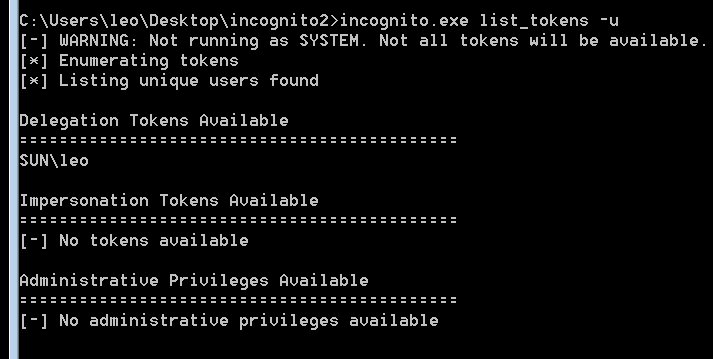 C:\Users\leo\Desktop\incognito2>incognito.exe list_tokens -u
[-] WARNING: Not running as SYSTEM. Not all tokens will be available.
[*] Enumerating tokens
[*] Listing unique users found
Delegation Tokens Available
============================================
SUN\leo
Impersonation Tokens Available
============================================
[-] No tokens available
Administrative Privileges Available
============================================
[-] No administrative privileges available